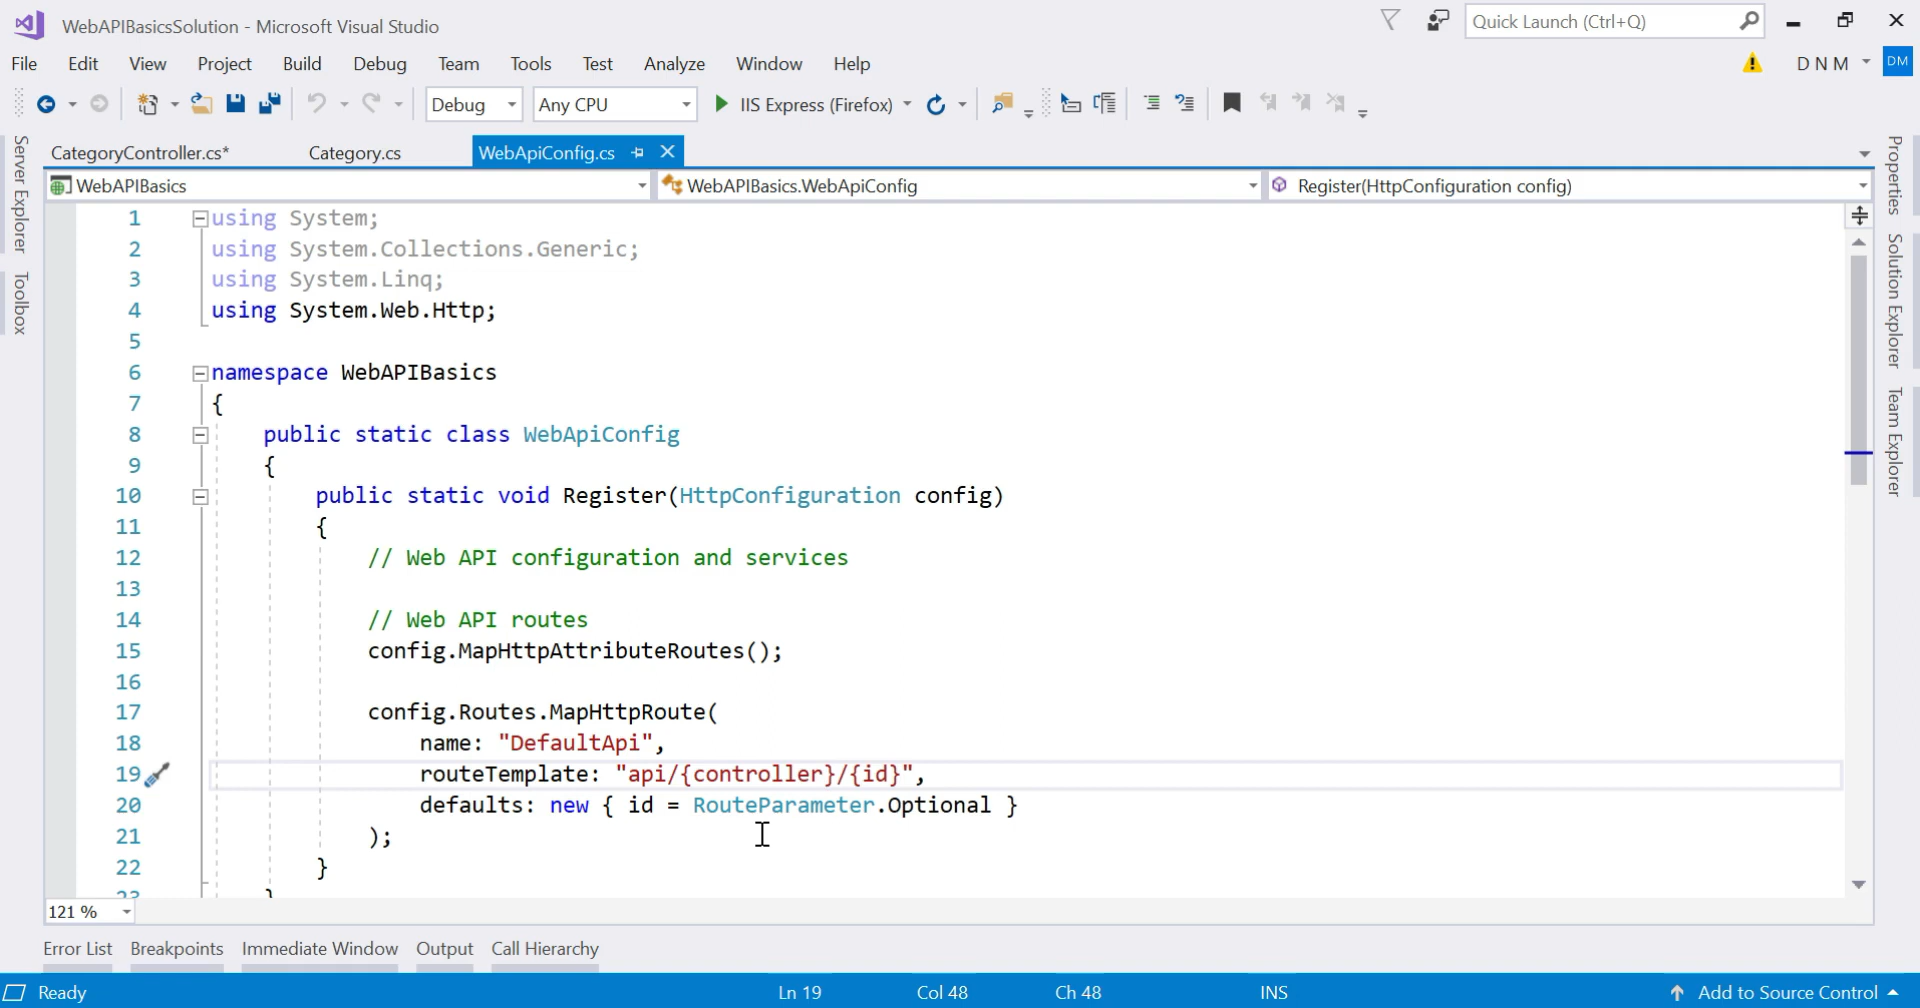 WebAPIBasicsSolution - Microsoft Visual Studio
Quick Launch (Ctrl+Q)
File Edit View Project Build Debug Team Tools Test Analyze Window Help
D N M DM
Debug Any CPU IIS Express (Firefox)
CategoryController.cs* Category.cs WebApiConfig.cs
WebAPIBasics WebAPIBasics.WebApiConfig Register(HttpConfiguration config)
Server Explorer
Toolbox
1 using System;
2 using System.Collections.Generic;
3 using System.Linq;
4 using System.Web.Http;
5
6 namespace WebAPIBasics
7 {
8 public static class WebApiConfig
9 {
10 public static void Register(HttpConfiguration config)
11 {
12 // Web API configuration and services
13
14 // Web API routes
15 config.MapHttpAttributeRoutes();
16
17 config.Routes.MapHttpRoute(
18 name: "DefaultApi",
19 routeTemplate: "api/{controller}/{id}",
20 defaults: new { id = RouteParameter.Optional }
21 );
22 }
23 }
Properties
Solution Explorer
Team Explorer
121 %
Error List Breakpoints Immediate Window Output Call Hierarchy
Ready Ln 19 Col 48 Ch 48 INS Add to Source Control